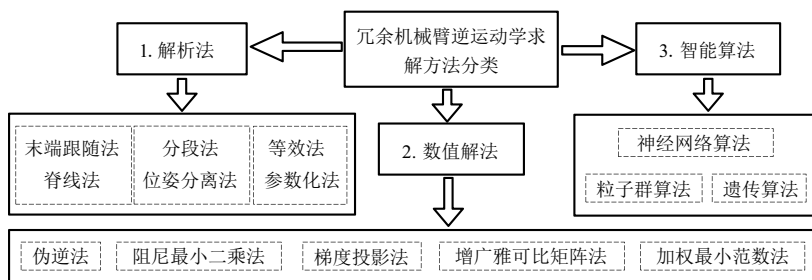 冗余机械臂逆运动学求
解方法分类
1. 解析法
3. 智能算法
末端跟随法
脊线法
分段法
位姿分离法
等效法
参数化法
2. 数值解法
神经网络算法
粒子群算法
遗传算法
伪逆法
阻尼最小二乘法
梯度投影法
增广雅可比矩阵法
加权最小范数法